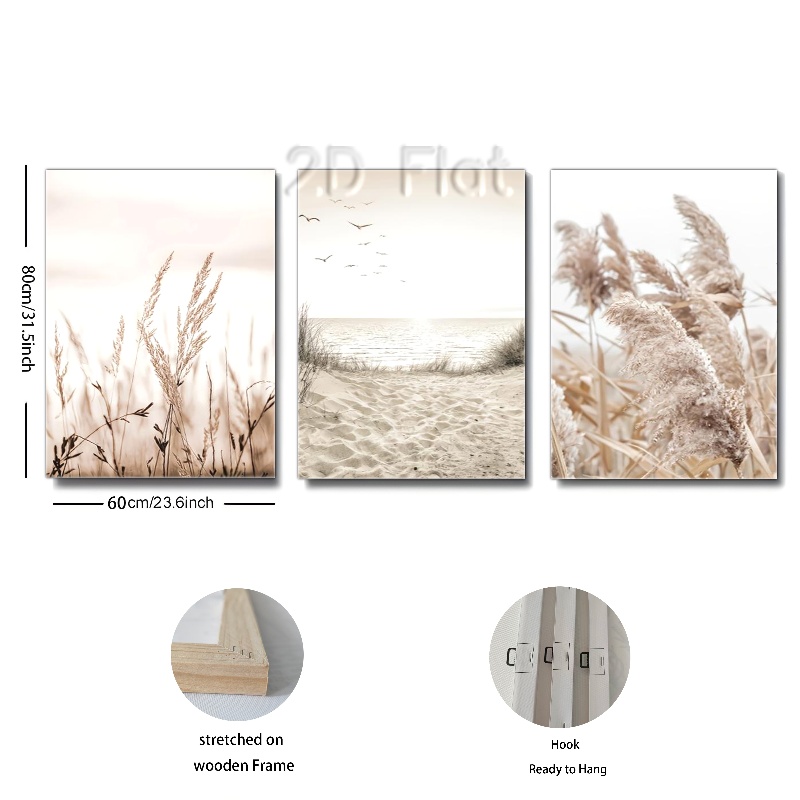 2D Flat
80cm/31.5inch
60cm/23.6inch
stretched on
wooden Frame
Hook
Ready to Hang